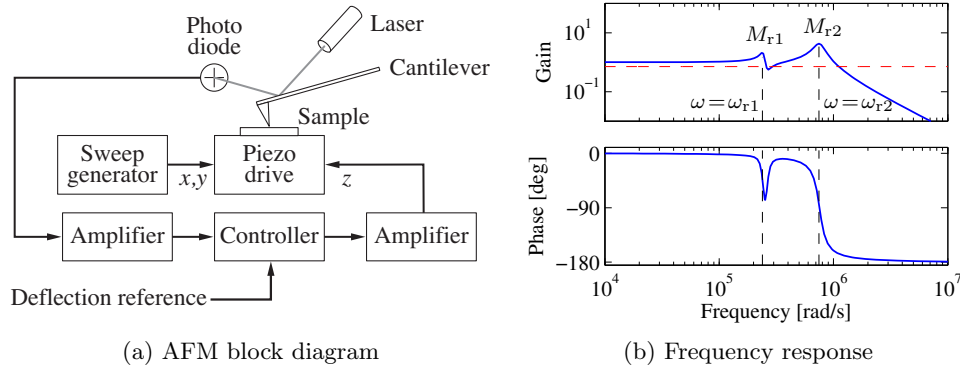 Photo
diode
Laser
Cantilever
Sample
Sweep
generator
x,y
Piezo
drive
z
Amplifier
Controller
Amplifier
Deflection reference
(a) AFM block diagram
M_r1
M_r2
10^1
10^−1
Gain
ω=ω_r1
ω=ω_r2
0
−90
−180
Phase [deg]
10^4
10^5
10^6
10^7
Frequency [rad/s]
(b) Frequency response